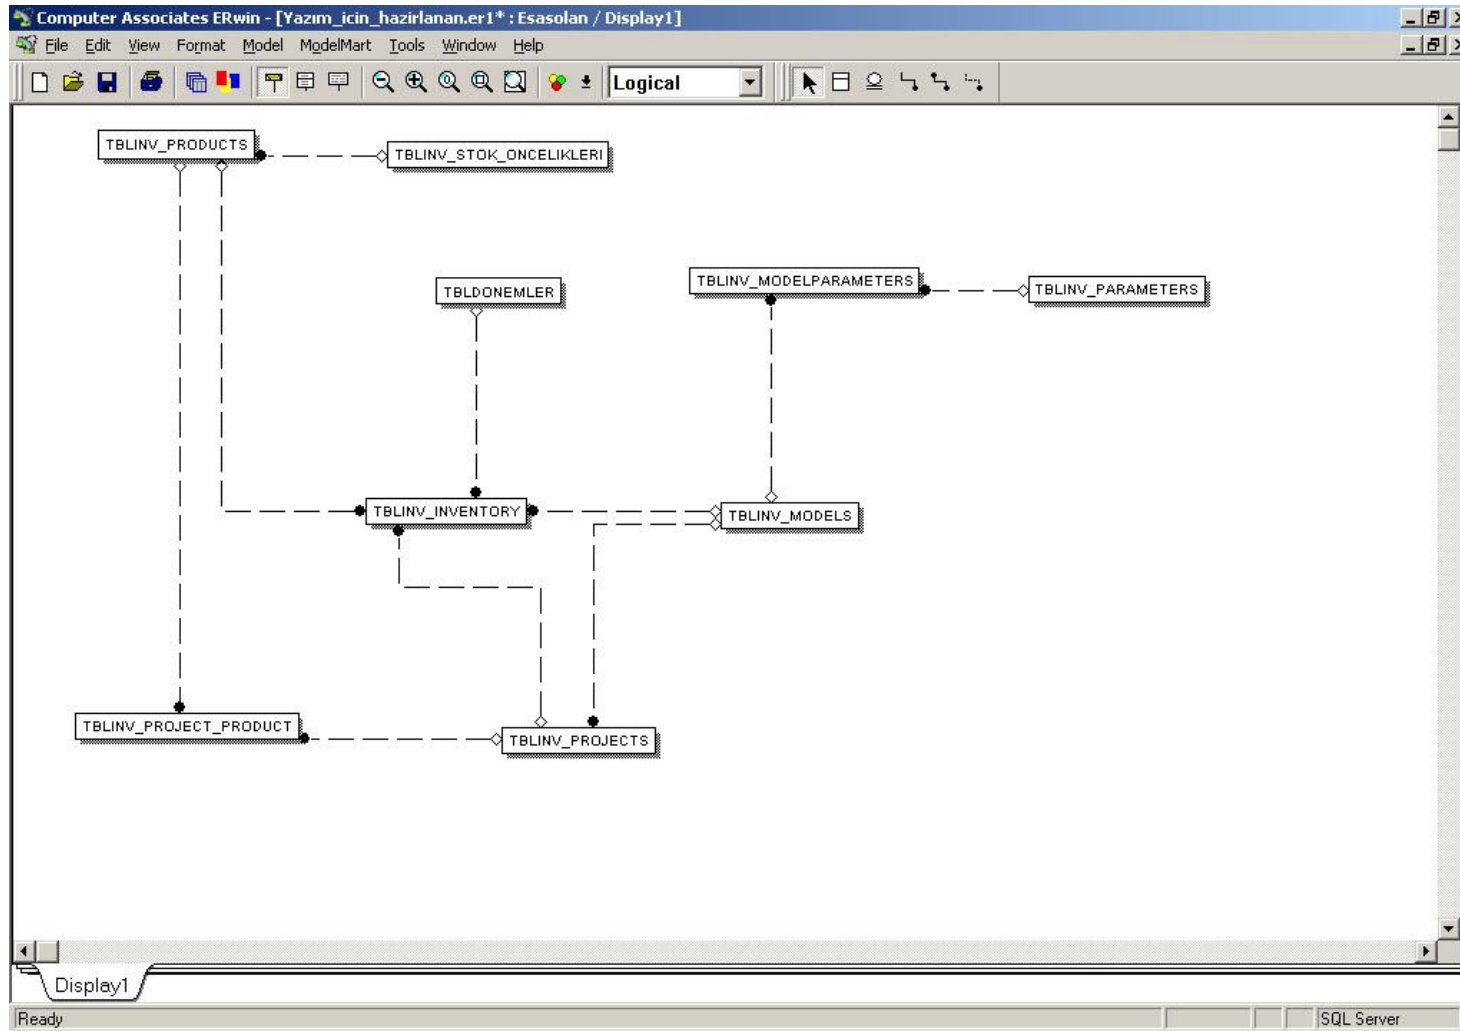 Computer Associates ERwin - [Yazım_icin_hazirlanan.er1* : Esasolan / Display1]
File Edit View Format Model ModelMart Tools Window Help
Logical
TBLINV_PRODUCTS
TBLINV_STOK_ONCELIKLERI
TBLDONEMLER
TBLINV_MODELPARAMETERS
TBLINV_PARAMETERS
TBLINV_INVENTORY
TBLINV_MODELS
TBLINV_PROJECT_PRODUCT
TBLINV_PROJECTS
Display1
Ready
SQL Server